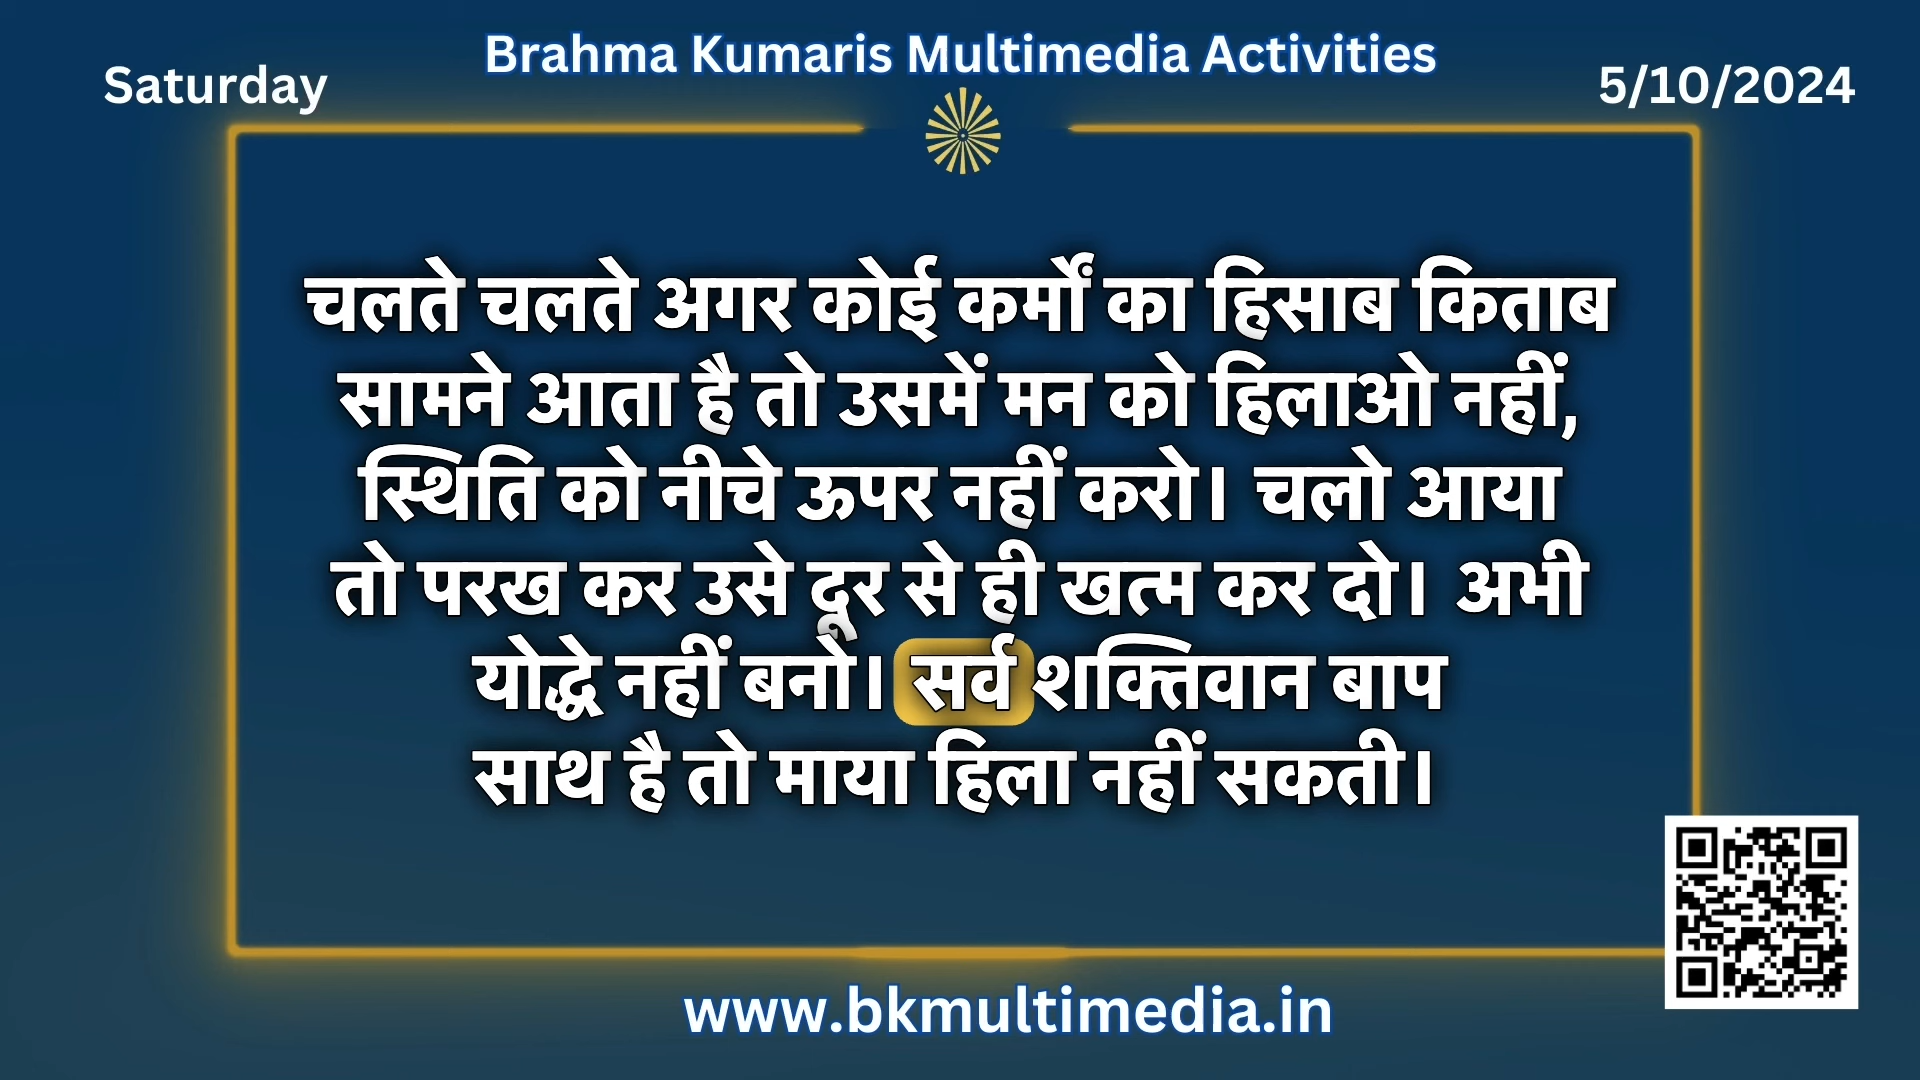 Brahma Kumaris Multimedia Activities
Saturday
5/10/2024
चलते चलते अगर कोई कर्मों का हिसाब किताब
सामने आता है तो उसमें मन को हिलाओ नहीं,
स्थिति को नीचे ऊपर नहीं करो। चलो आया
तो परख कर उसे दूर से ही खत्म कर दो। अभी
योद्धे नहीं बनो। सर्व शक्तिवान बाप
साथ है तो माया हिला नहीं सकती।
www.bkmultimedia.in